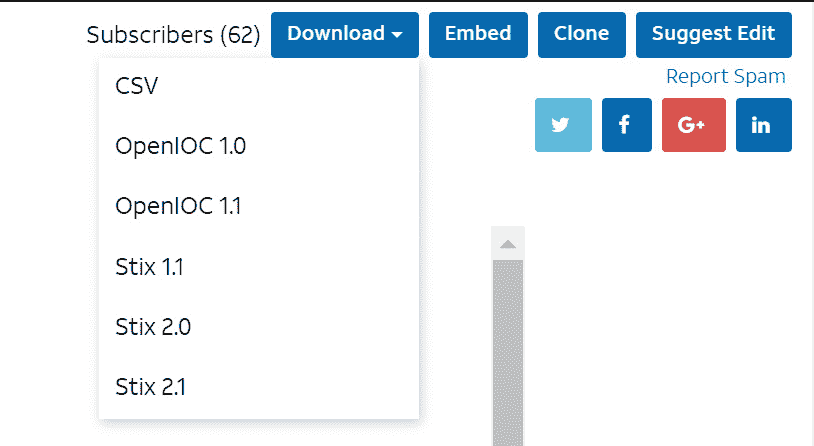 Subscribers (62) Download Embed Clone Suggest Edit
Report Spam
CSV
OpenIOC 1.0
OpenIOC 1.1
Stix 1.1
Stix 2.0
Stix 2.1